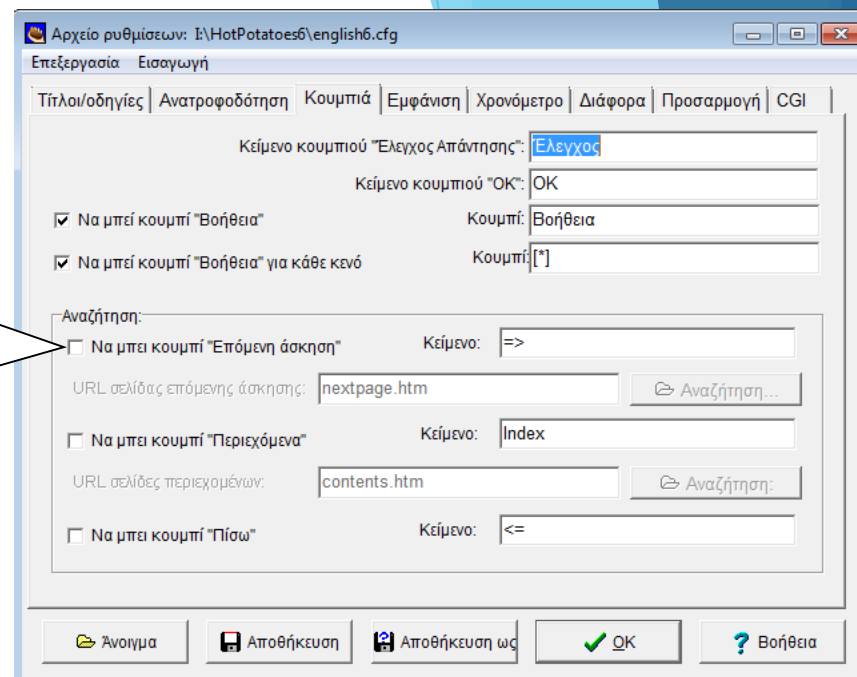 Αρχείο ρυθμίσεων: I:\HotPotatoes6\english6.cfg
Επεξεργασία Εισαγωγή
Τίτλοι/οδηγίες Ανατροφοδότηση Κουμπιά Εμφάνιση Χρονόμετρο Διάφορα Προσαρμογή CGI
Κείμενο κουμπιού "Έλεγχος Απάντησης": Έλεγχος
Κείμενο κουμπιού "OK": OK
Να μπεί κουμπί "Βοήθεια" Κουμπί: Βοήθεια
Να μπεί κουμπί "Βοήθεια" για κάθε κενό Κουμπί: [*]
Αναζήτηση:
Να μπει κουμπί "Επόμενη άσκηση" Κείμενο: =>
URL σελίδας επόμενης άσκησης: nextpage.htm Αναζήτηση...
Να μπει κουμπί "Περιεχόμενα" Κείμενο: Index
URL σελίδες περιεχομένων: contents.htm Αναζήτηση:
Να μπει κουμπί "Πίσω" Κείμενο: <=
Άνοιγμα Αποθήκευση Αποθήκευση ως OK Βοήθεια